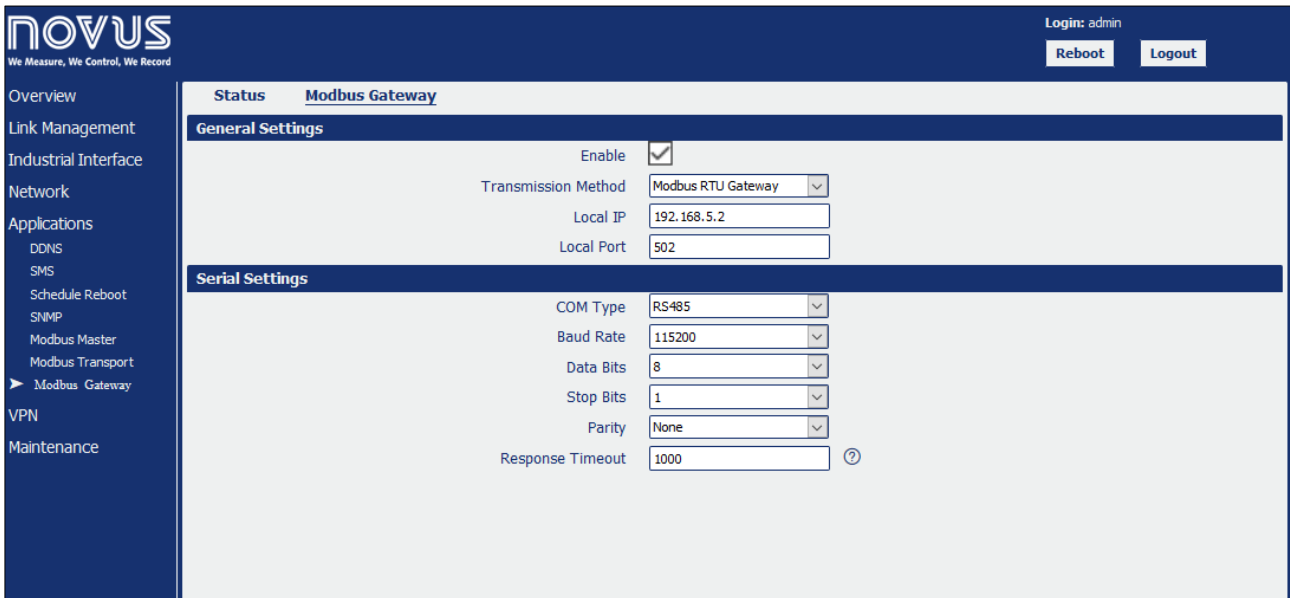 NOVUS
We Measure, We Control, We Record
Login: admin
Reboot Logout
Overview
Link Management
Industrial Interface
Network
Applications
DDNS
SMS
Schedule Reboot
SNMP
Modbus Master
Modbus Transport
Modbus Gateway
VPN
Maintenance
Status Modbus Gateway
General Settings
Enable
Transmission Method Modbus RTU Gateway
Local IP 192.168.5.2
Local Port 502
Serial Settings
COM Type RS485
Baud Rate 115200
Data Bits 8
Stop Bits 1
Parity None
Response Timeout 1000 ?